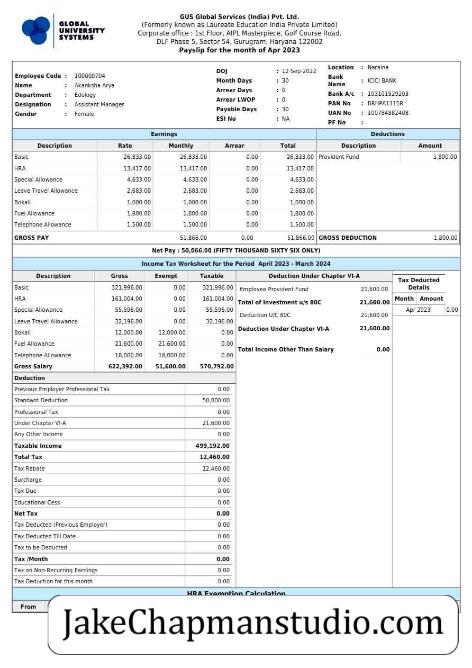 GLOBAL
UNIVERSITY
SYSTEMS
GUS Global Services (India) Pvt. Ltd.
(Formerly known as Laureate Education India Private Limited)
Corporate office : 1st Floor, AIPL Masterpiece, Golf Course Road,
DLF Phase 5, Sector 54, Gurugram, Haryana 122002
Payslip for the month of Apr 2023
Employee Code : 100000704
Name : Akanksha Arya
Department : Edology
Designation : Assistant Manager
Gender : Female
DOJ : 12-Sep-2022
Month Days : 30
Arrear Days : 0
Arrear LWOP : 0
Payable Days : 30
ESI No : NA
Location : Naraina
Bank Name : ICICI BANK
Bank A/c : 103101529203
PAN No : BRHPA1115R
UAN No : 100784882408
PF No :
Earnings Deductions
Description Rate Monthly Arrear Total Description Amount
Basic 26,833.00 26,833.00 0.00 26,833.00 Provident Fund 1,800.00
HRA 13,417.00 13,417.00 0.00 13,417.00
Special Allowance 4,633.00 4,633.00 0.00 4,633.00
Leave Travel Allowance 2,683.00 2,683.00 0.00 2,683.00
Bokali 1,000.00 1,000.00 0.00 1,000.00
Fuel Allowance 1,800.00 1,800.00 0.00 1,800.00
Telephone Allowance 1,500.00 1,500.00 0.00 1,500.00
GROSS PAY 51,866.00 0.00 51,866.00 GROSS DEDUCTION 1,800.00
Net Pay : 50,066.00 (FIFTY THOUSAND SIXTY SIX ONLY)
Income Tax Worksheet for the Period April 2023 - March 2024
Description Gross Exempt Taxable
Basic 321,996.00 0.00 321,996.00
HRA 161,004.00 0.00 161,004.00
Special Allowance 55,596.00 0.00 55,596.00
Leave Travel Allowance 32,196.00 0.00 32,196.00
Bokali 12,000.00 12,000.00 0.00
Fuel Allowance 21,600.00 21,600.00 0.00
Telephone Allowance 18,000.00 18,000.00 0.00
Gross Salary 622,392.00 51,600.00 570,792.00
Deduction
Previous Employer Professional Tax 0.00
Standard Deduction 50,000.00
Professional Tax 0.00
Under Chapter VI-A 21,600.00
Any Other Income 0.00
Taxable Income 499,192.00
Total Tax 12,460.00
Tax Rebate 12,460.00
Surcharge 0.00
Tax Due 0.00
Educational Cess 0.00
Net Tax 0.00
Tax Deducted (Previous Employer) 0.00
Tax Deducted Till Date 0.00
Tax to be Deducted 0.00
Tax /Month 0.00
Tax on Non-Recurring Earnings 0.00
Tax Deduction for this month 0.00
Deduction Under Chapter VI-A
Employee Provident Fund 21,600.00
Total of Investment u/s 80C 21,600.00
Deduction U/C 80C 21,600.00
Deduction Under Chapter VI-A 21,600.00
Total Income Other Than Salary 0.00
Tax Deducted
Details
Month Amount
Apr 2023 0.00
HRA Exemption Calculation
From
JakeChapmanstudio.com